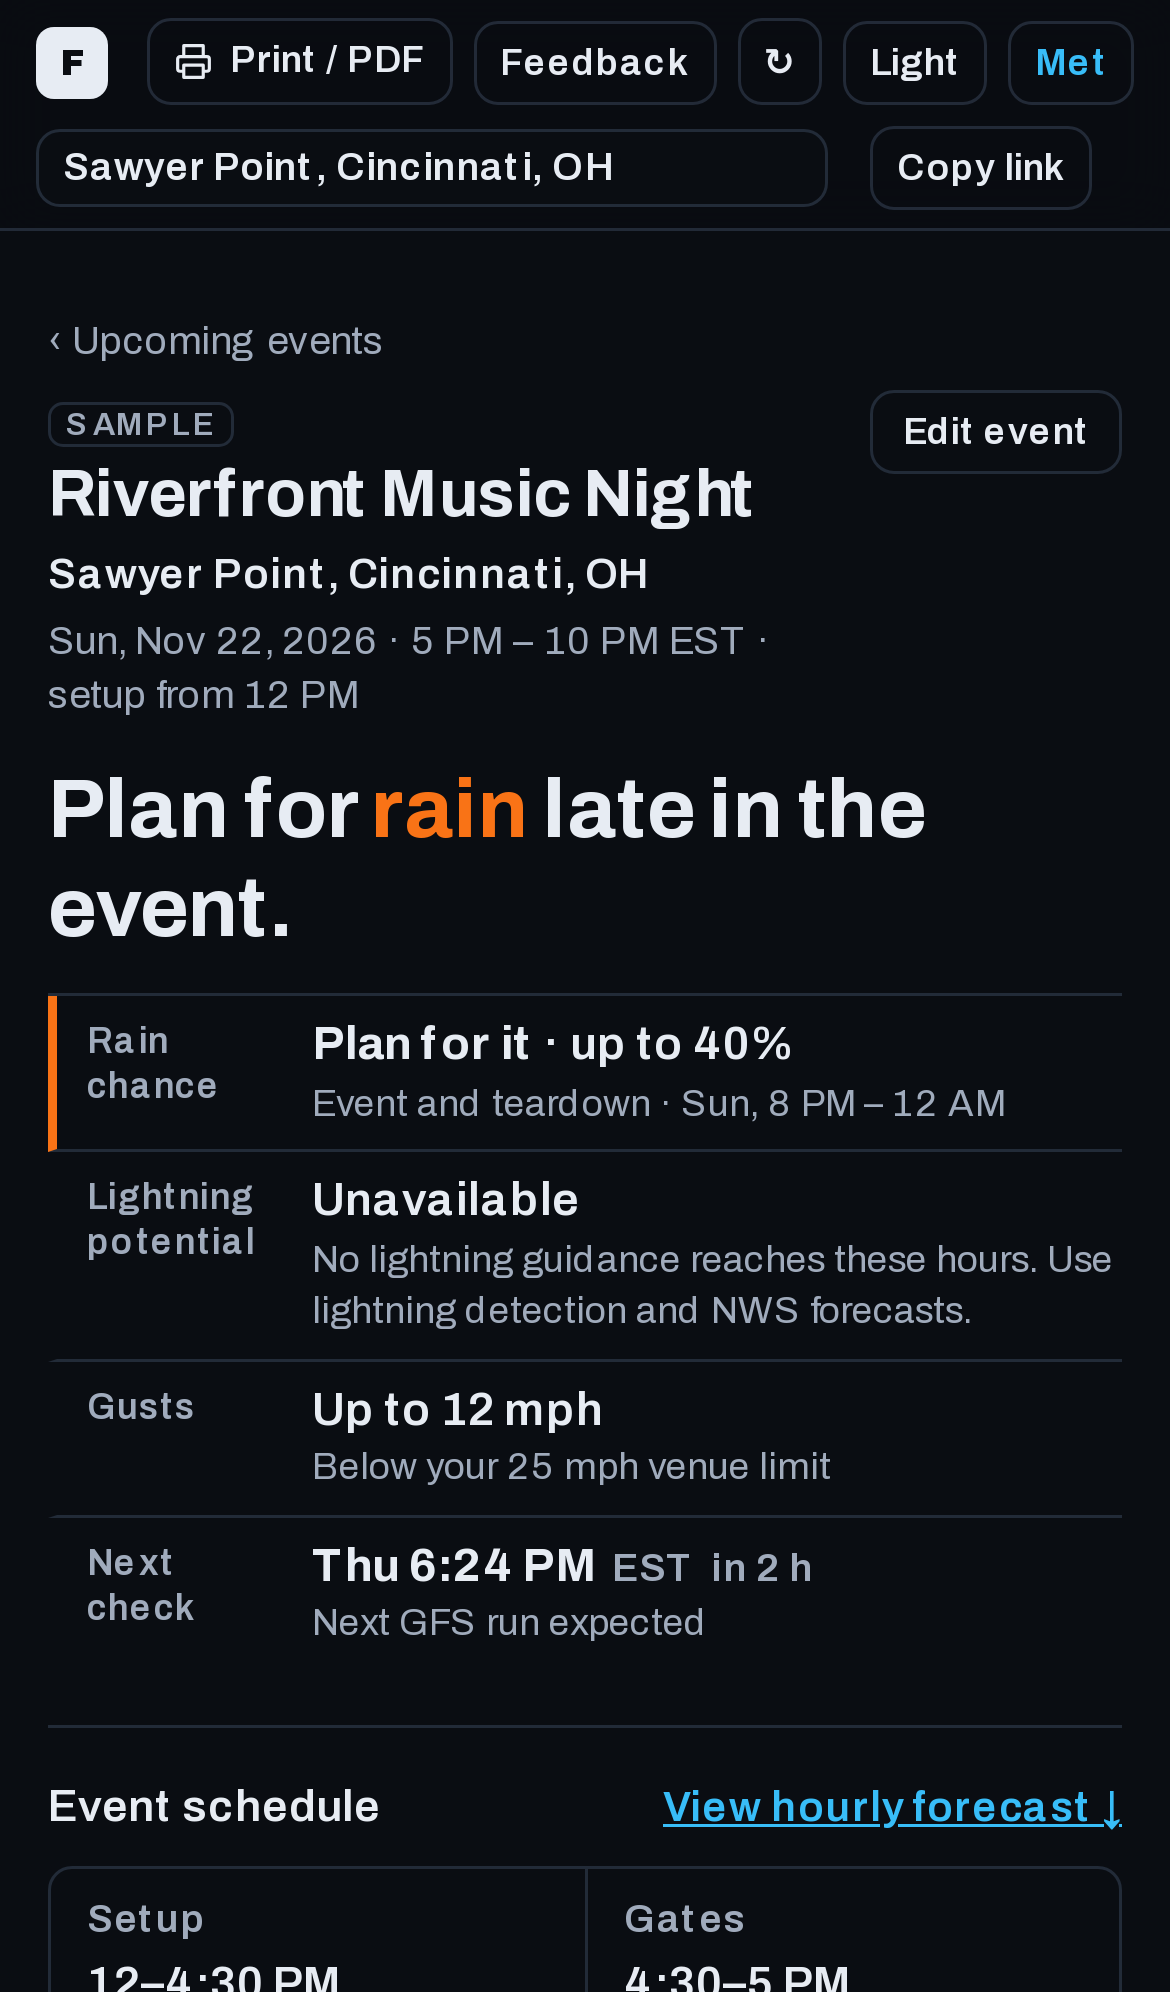 F
Print / PDF
Feedback
↻
Light
Met
Sawyer Point, Cincinnati, OH
Copy link
‹ Upcoming events
SAMPLE
Edit event
Riverfront Music Night
Sawyer Point, Cincinnati, OH
Sun, Nov 22, 2026 · 5 PM – 10 PM EST ·
setup from 12 PM
Plan for rain late in the
event.
Rain
chance
Plan for it · up to 40%
Event and teardown · Sun, 8 PM – 12 AM
Lightning
potential
Unavailable
No lightning guidance reaches these hours. Use
lightning detection and NWS forecasts.
Gusts
Up to 12 mph
Below your 25 mph venue limit
Next
check
Thu 6:24 PM EST in 2 h
Next GFS run expected
Event schedule
View hourly forecast ↓
Setup
12–4:30 PM
Gates
4:30–5 PM